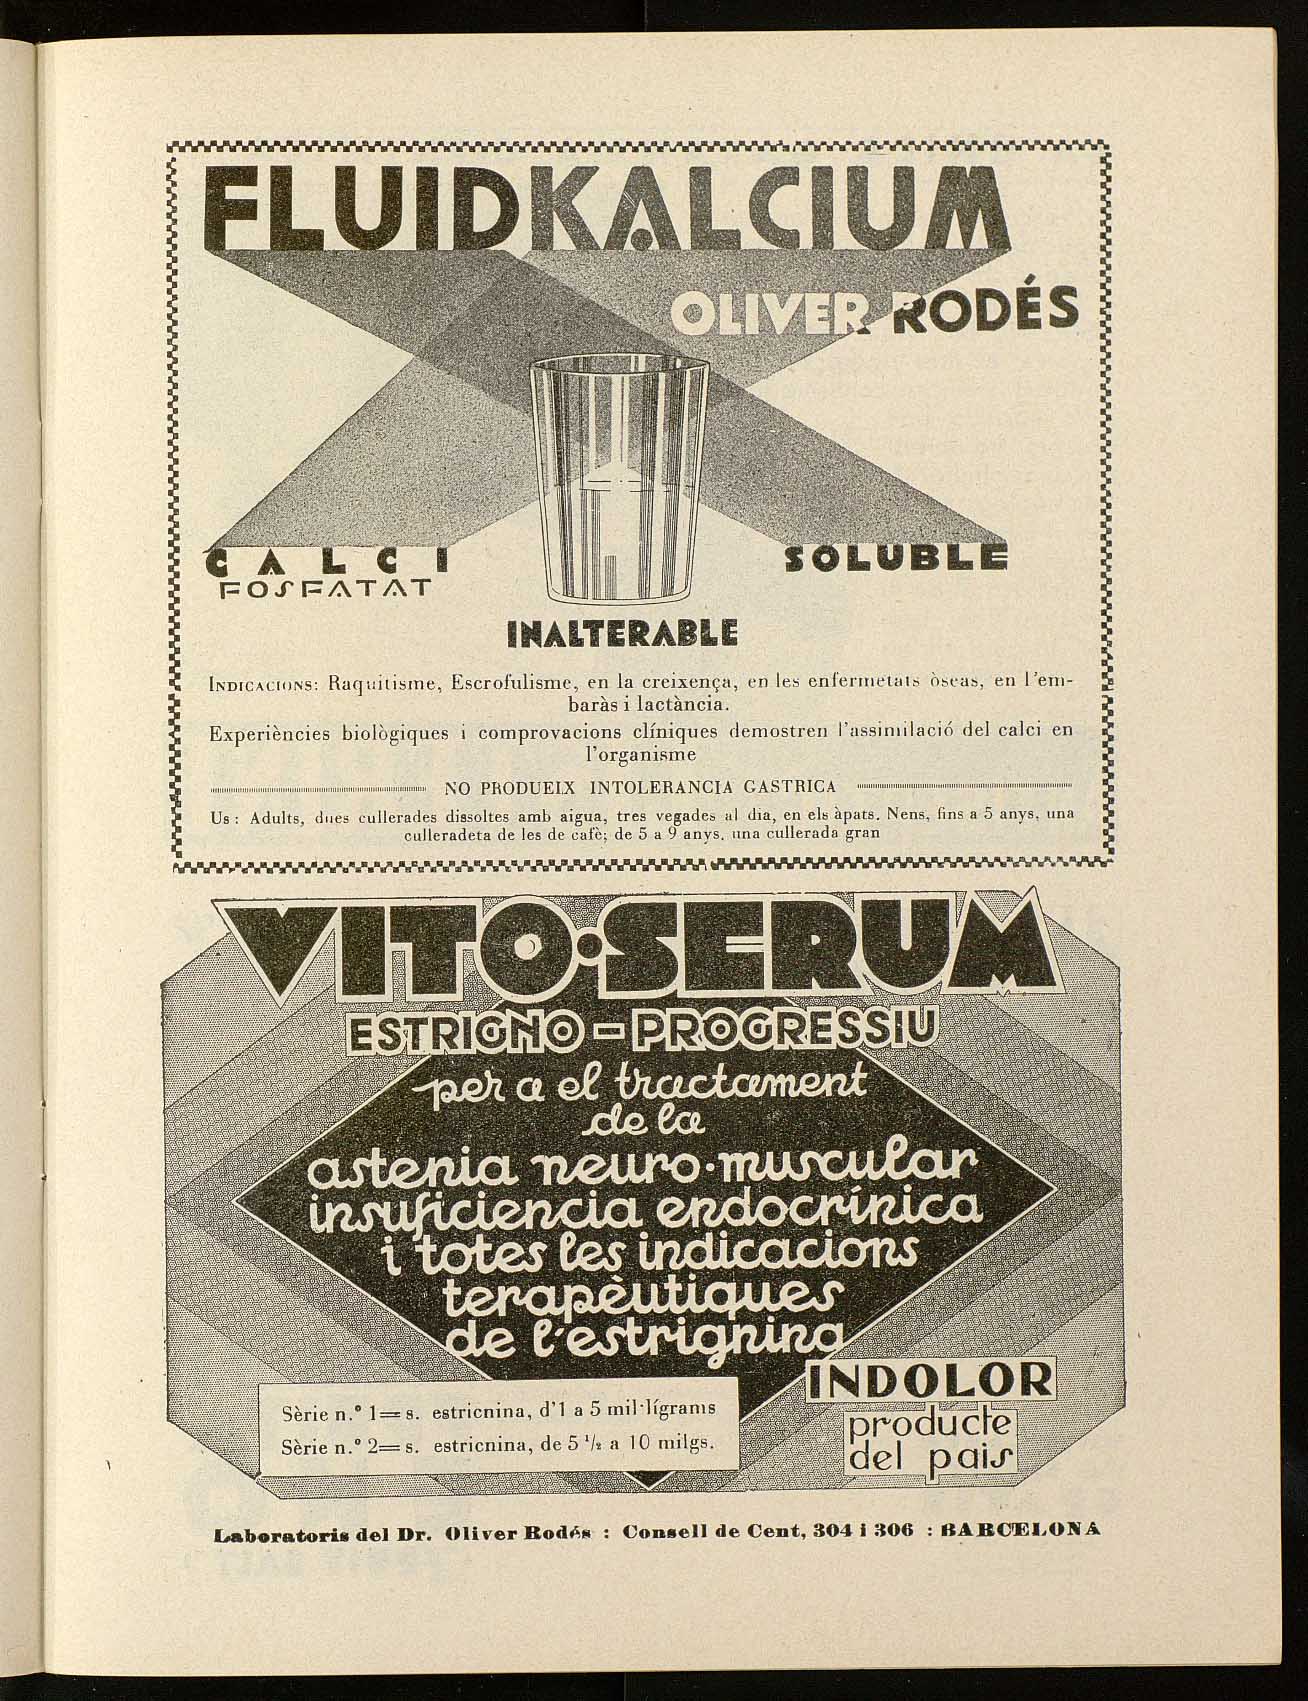 FLUIDKALCIUM
OLIVER RODÉS
CALCI
FOSFATAT
SOLUBLE
INALTERABLE
INDICACIONS: Raquitisme, Escrofulisme, en la creixença, en les enfermetats òseas, en l'em-
baràs i lactància.
Experiències biològiques i comprovacions clíniques demostren l'assimilació del calci en
l'organisme
NO PRODUEIX INTOLERANCIA GASTRICA
Us: Adults, dues cullerades dissoltes amb aigua, tres vegades al dia, en els àpats. Nens, fins a 5 anys, una
culleradeta de les de cafè; de 5 a 9 anys, una cullerada gran
VITO·SERUM
ESTRIGNO-PROGRESSIU
per a el tractament
de la
astenia neuro-muscular
insuficiencia endocrínica
i totes les indicacions
terapèutiques
de l'estrignina
INDOLOR
producte
del pais
Sèrie n.º 1 = s. estricnina, d'1 a 5 mil·lígrams
Sèrie n.º 2 = s. estricnina, de 5 ½ a 10 milgs.
Laboratoris del Dr. Oliver Rodés : Consell de Cent, 304 i 306 : BARCELONA